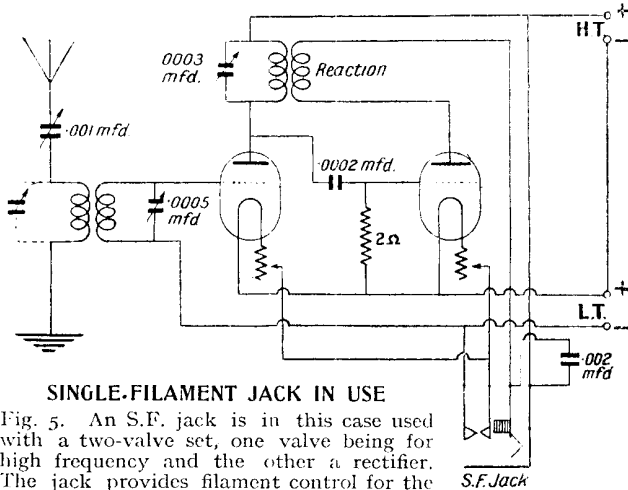 +
H.T.
−
.0003
mfd.
Reaction
.001 mfd.
.0002 mfd.
.0005
mfd
2Ω
+
L.T.
−
.002
mfd
S.F. Jack
SINGLE-FILAMENT JACK IN USE
Fig. 5. An S.F. jack is in this case used
with a two-valve set, one valve being for
high frequency and the other a rectifier.
The jack provides filament control for the